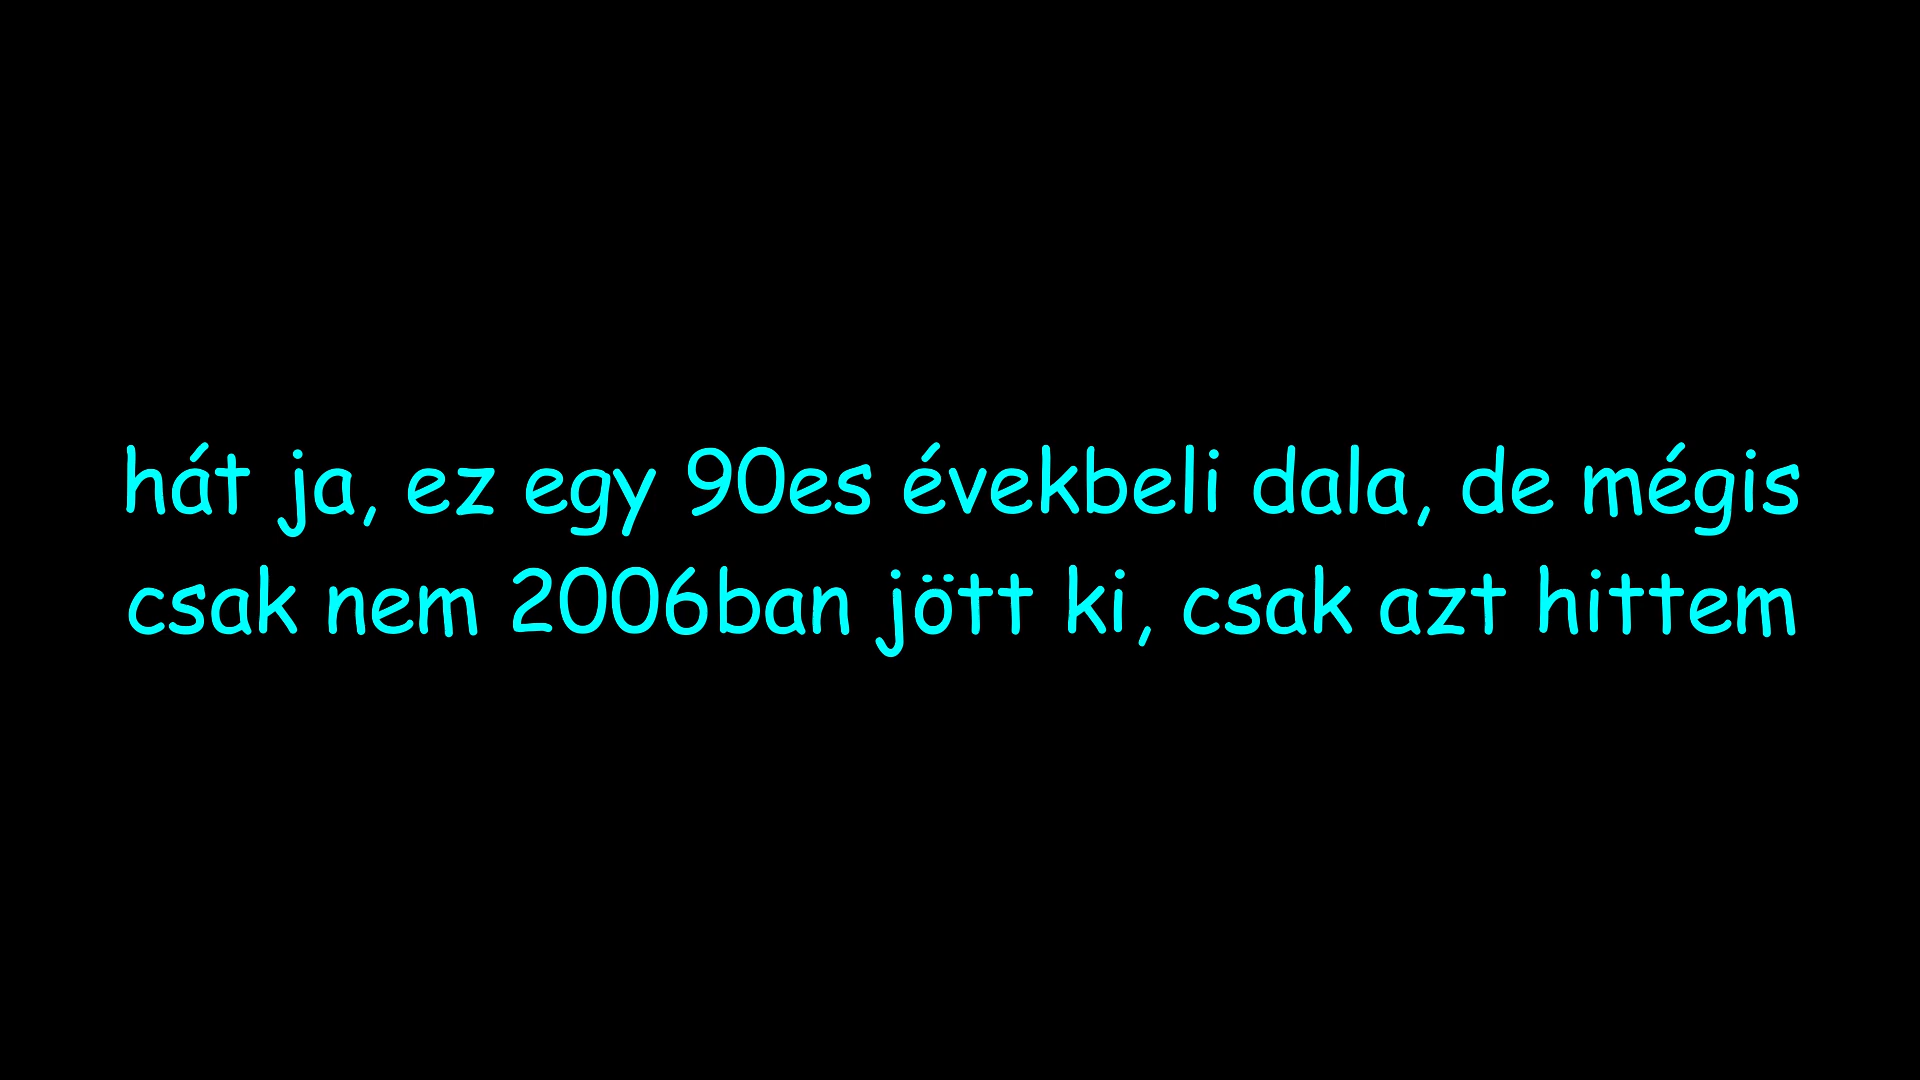 hát ja, ez egy 90es évekbeli dala, de mégis
csak nem 2006ban jött ki, csak azt hittem